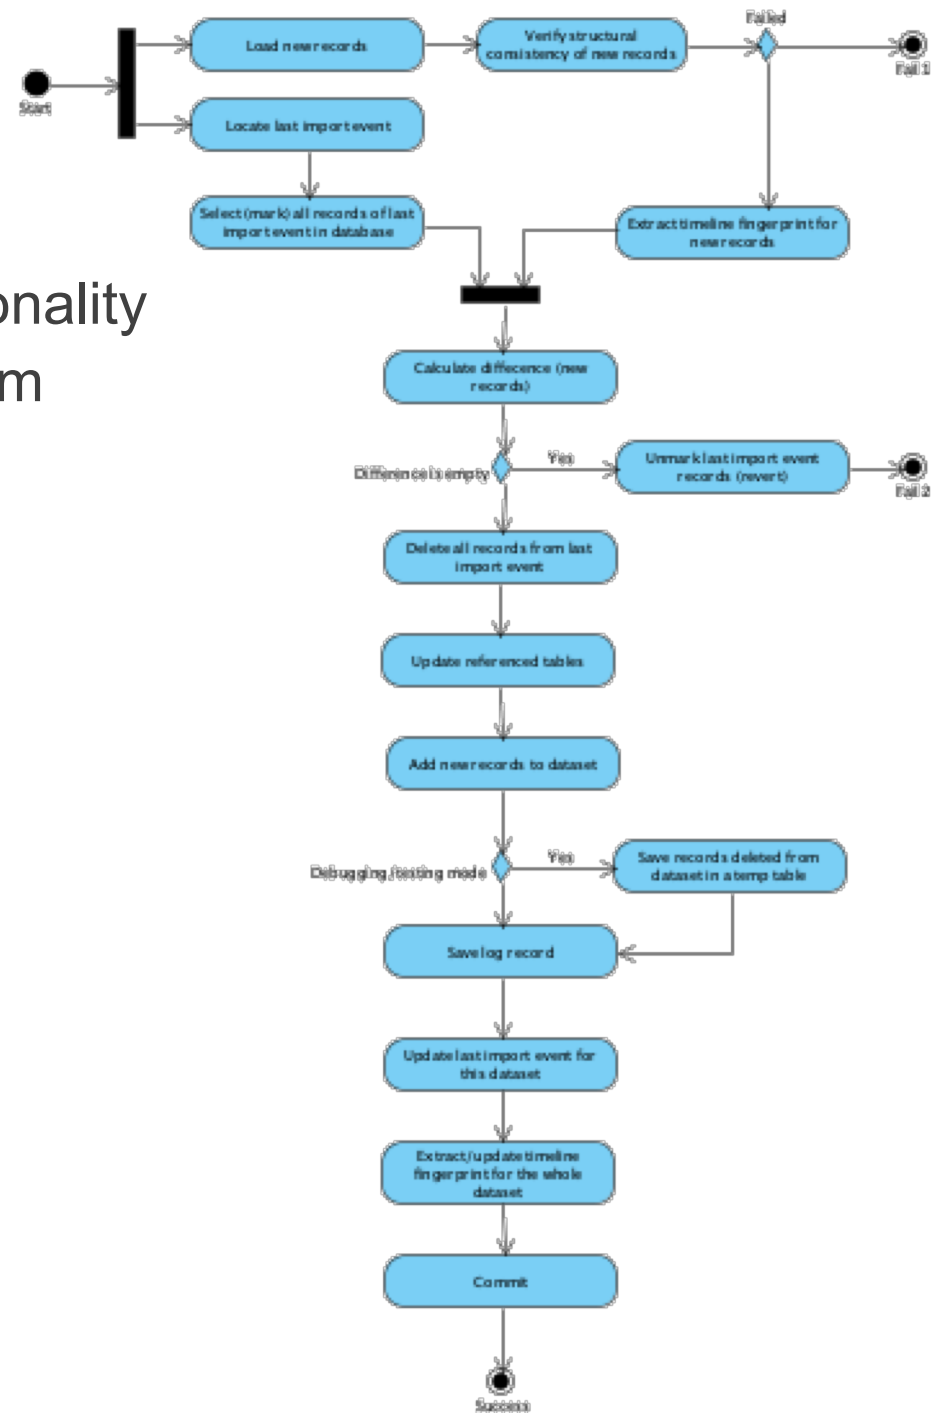 Failed
Load new records
Verify structural
consistency of new records
Fail 1
Start
Locate last import event
Select (mark) all records of last
import event in database
Extract timeline fingerprint for
new records
onality
m
Calculate diffecence (new
records)
Difference is empty
Yes
Unmark last import event
records (revert)
Fail 2
Delete all records from last
import event
Update referenced tables
Add new records to dataset
Debugging/testing mode
Yes
Save records deleted from
dataset in a temp table
Save log record
Update last import event for
this dataset
Extract/update timeline
fingerprint for the whole
dataset
Commit
Success